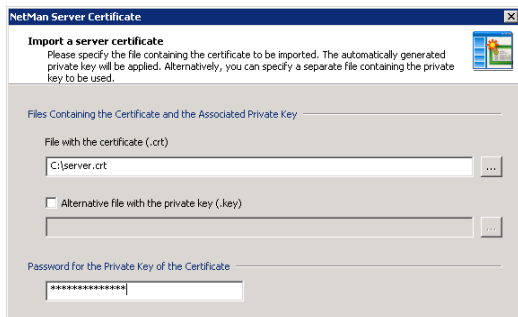 NetMan Server Certificate
Import a server certificate
Please specify the file containing the certificate to be imported. The automatically generated
private key will be applied. Alternatively, you can specify a separate file containing the private
key to be used.
Files Containing the Certificate and the Associated Private Key
File with the certificate (.crt)
C:\server.crt
...
Alternative file with the private key (.key)
...
Password for the Private Key of the Certificate
**************